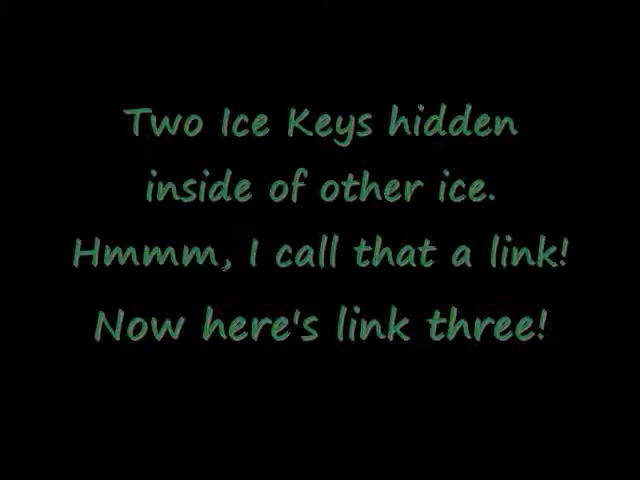 Two Ice Keys hidden
inside of other ice.
Hmmm, I call that a link!
Now here's link three!